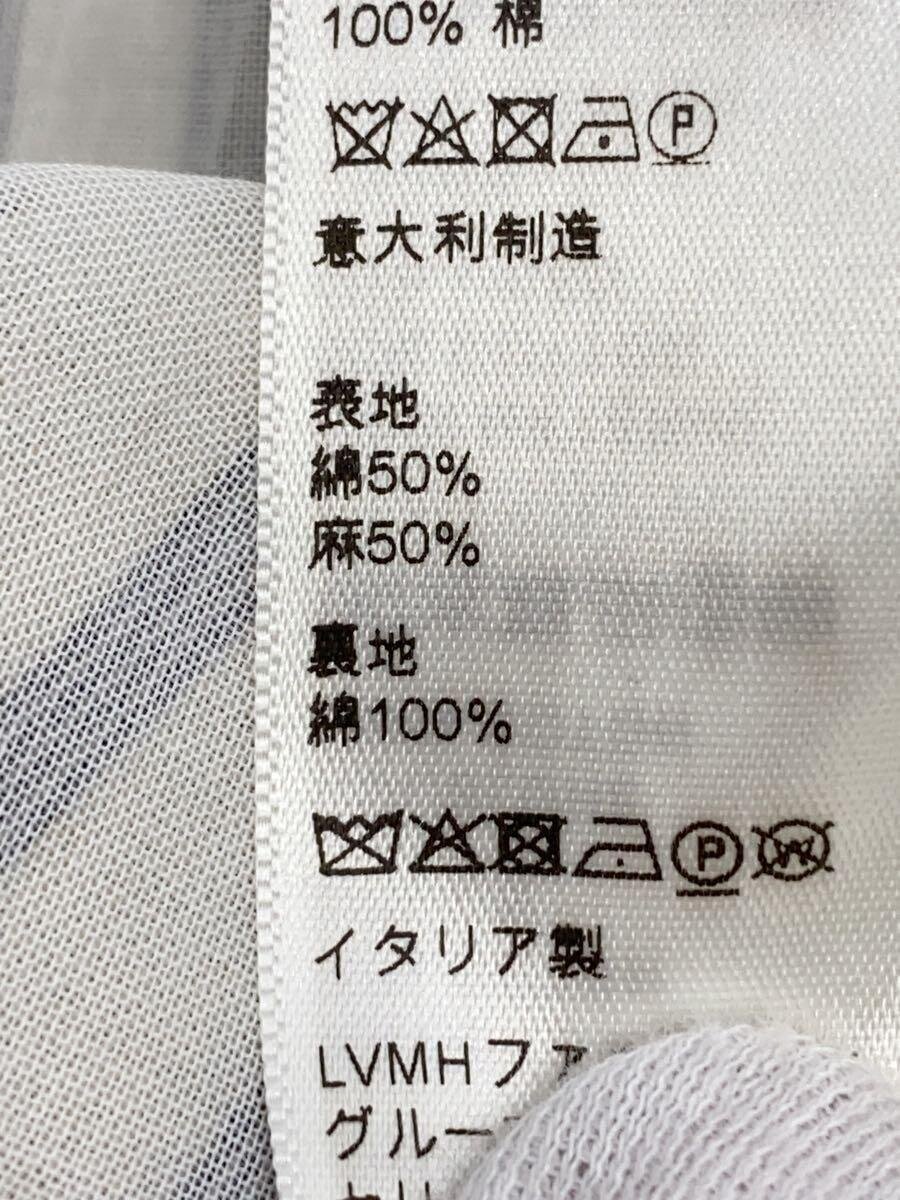 100% 棉
P
意大利制造
表地
綿50%
麻50%
裏地
綿100%
P W
イタリア製
LVMHファ
グルー